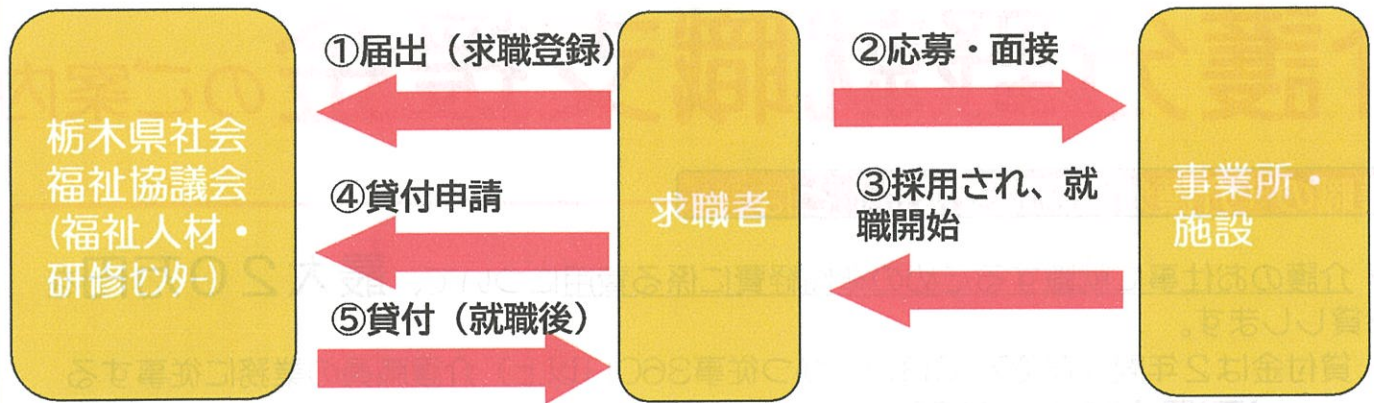 ①届出（求職登録）
②応募・面接
栃木県社会
福祉協議会
(福祉人材・
研修センター)
④貸付申請
求職者
③採用され、就
職開始
事業所・
施設
⑤貸付（就職後）